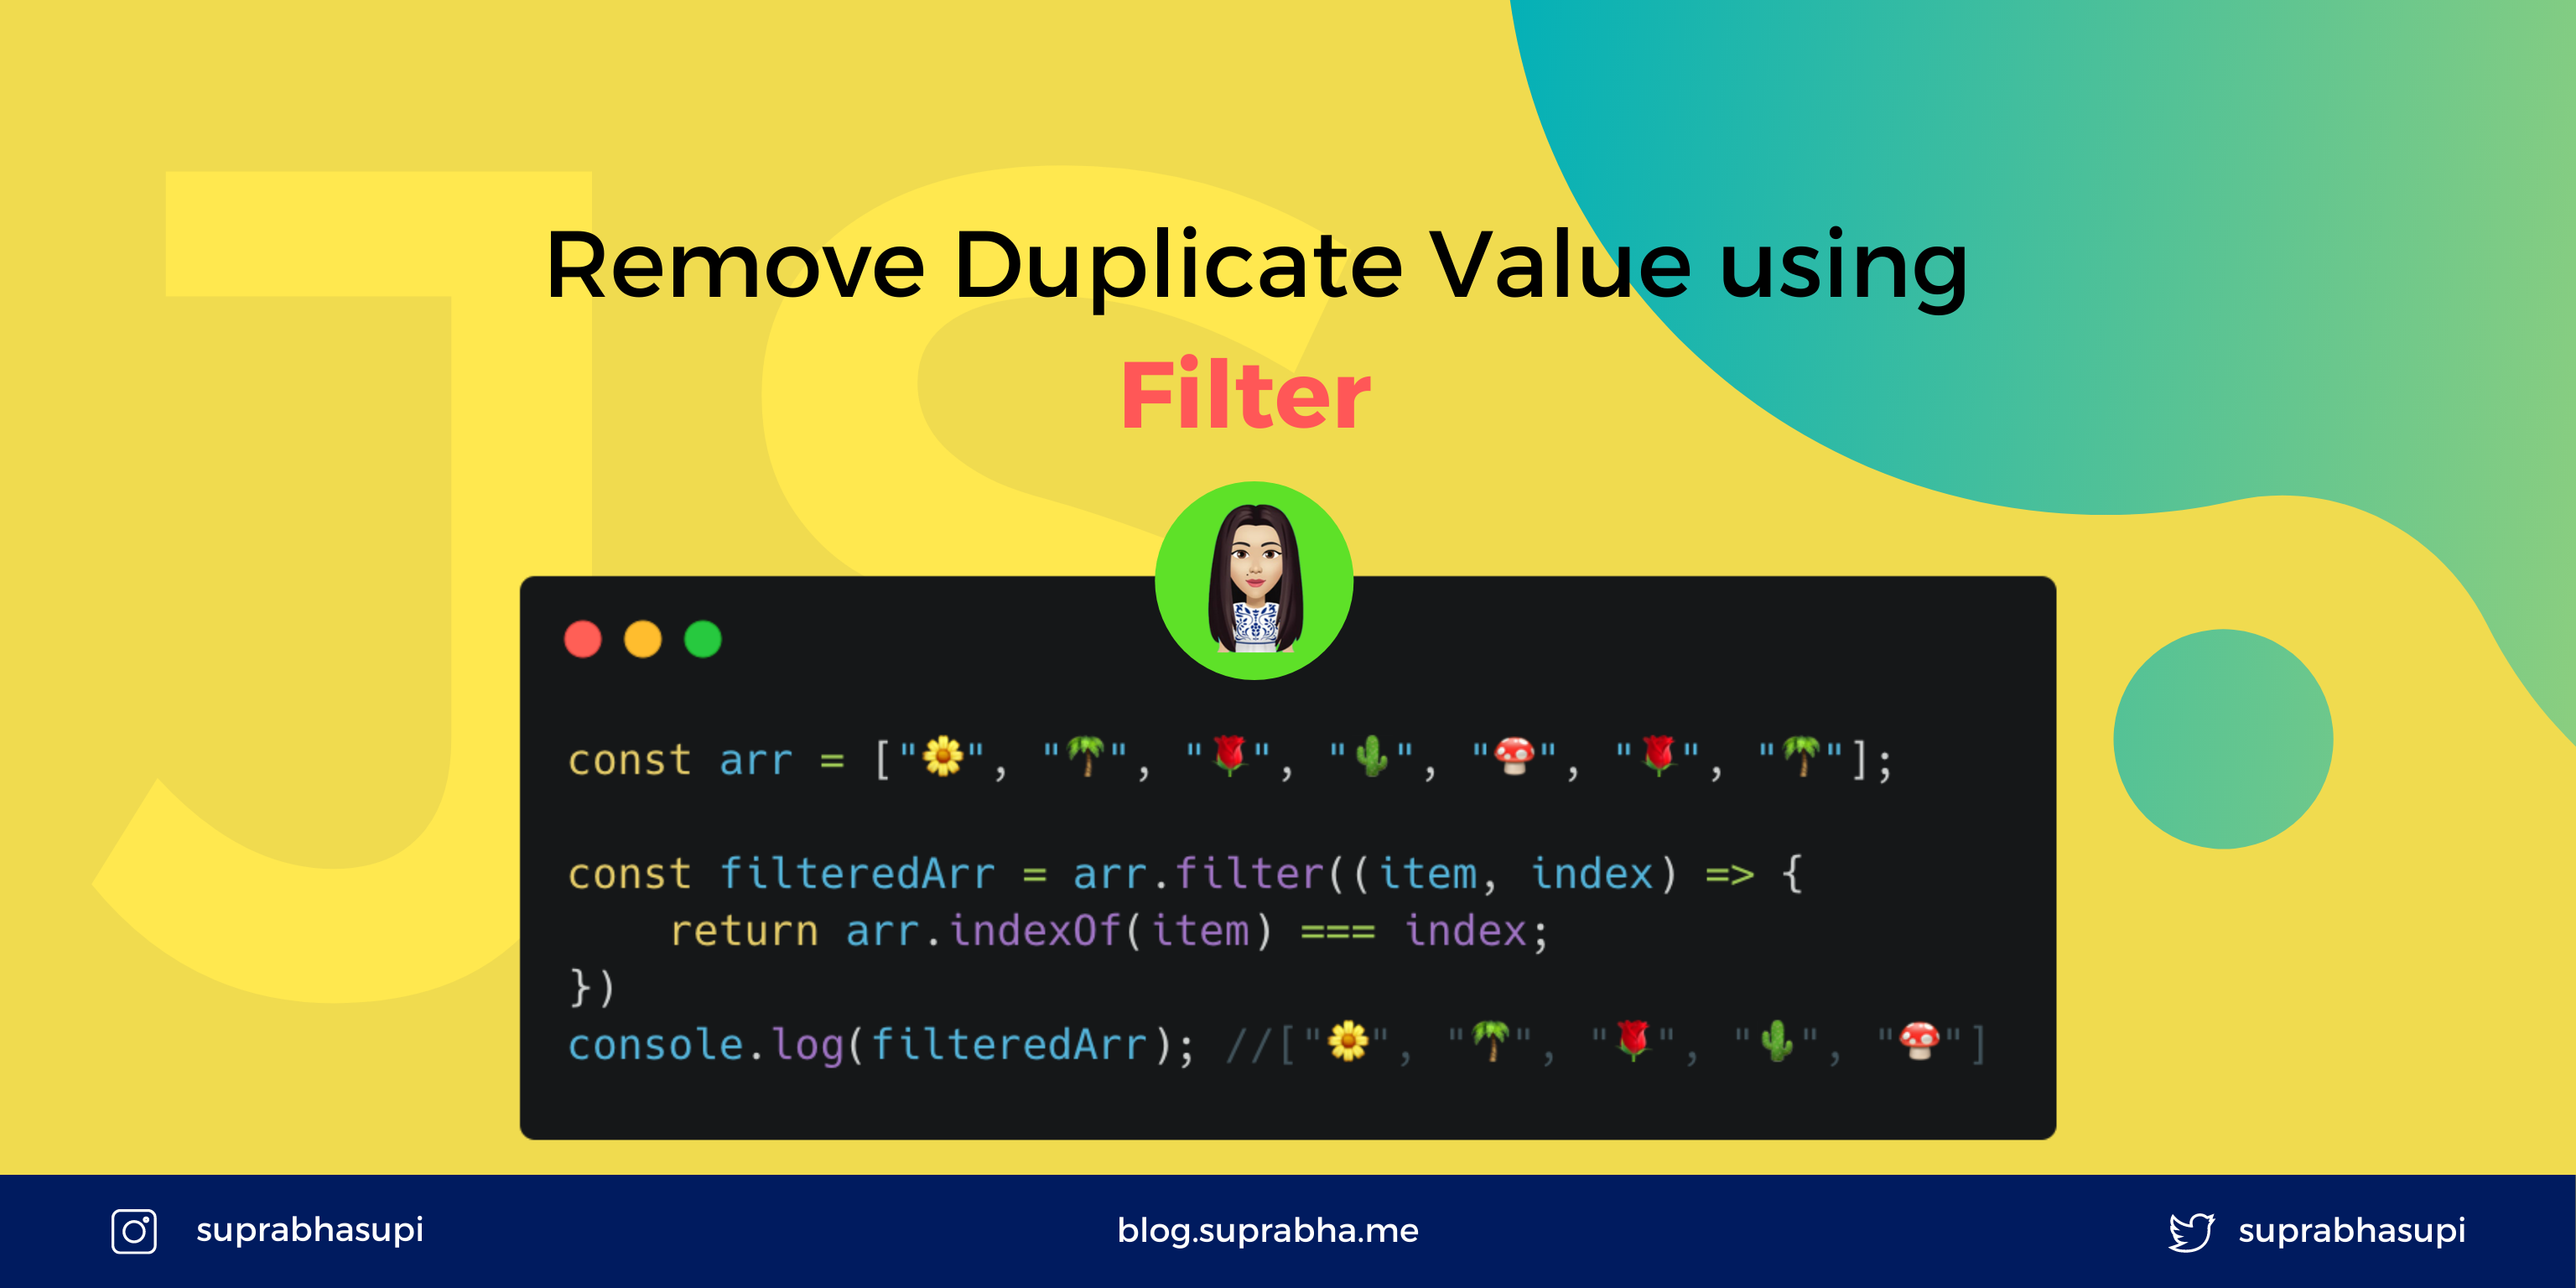 JS
Remove Duplicate Value using
Filter
const arr = ["🌼", "🌴", "🌹", "🌵", "🍄", "🌹", "🌴"];
const filteredArr = arr.filter((item, index) => {
    return arr.indexOf(item) === index;
})
console.log(filteredArr); //["🌼", "🌴", "🌹", "🌵", "🍄"]
suprabhasupi
blog.suprabha.me
suprabhasupi